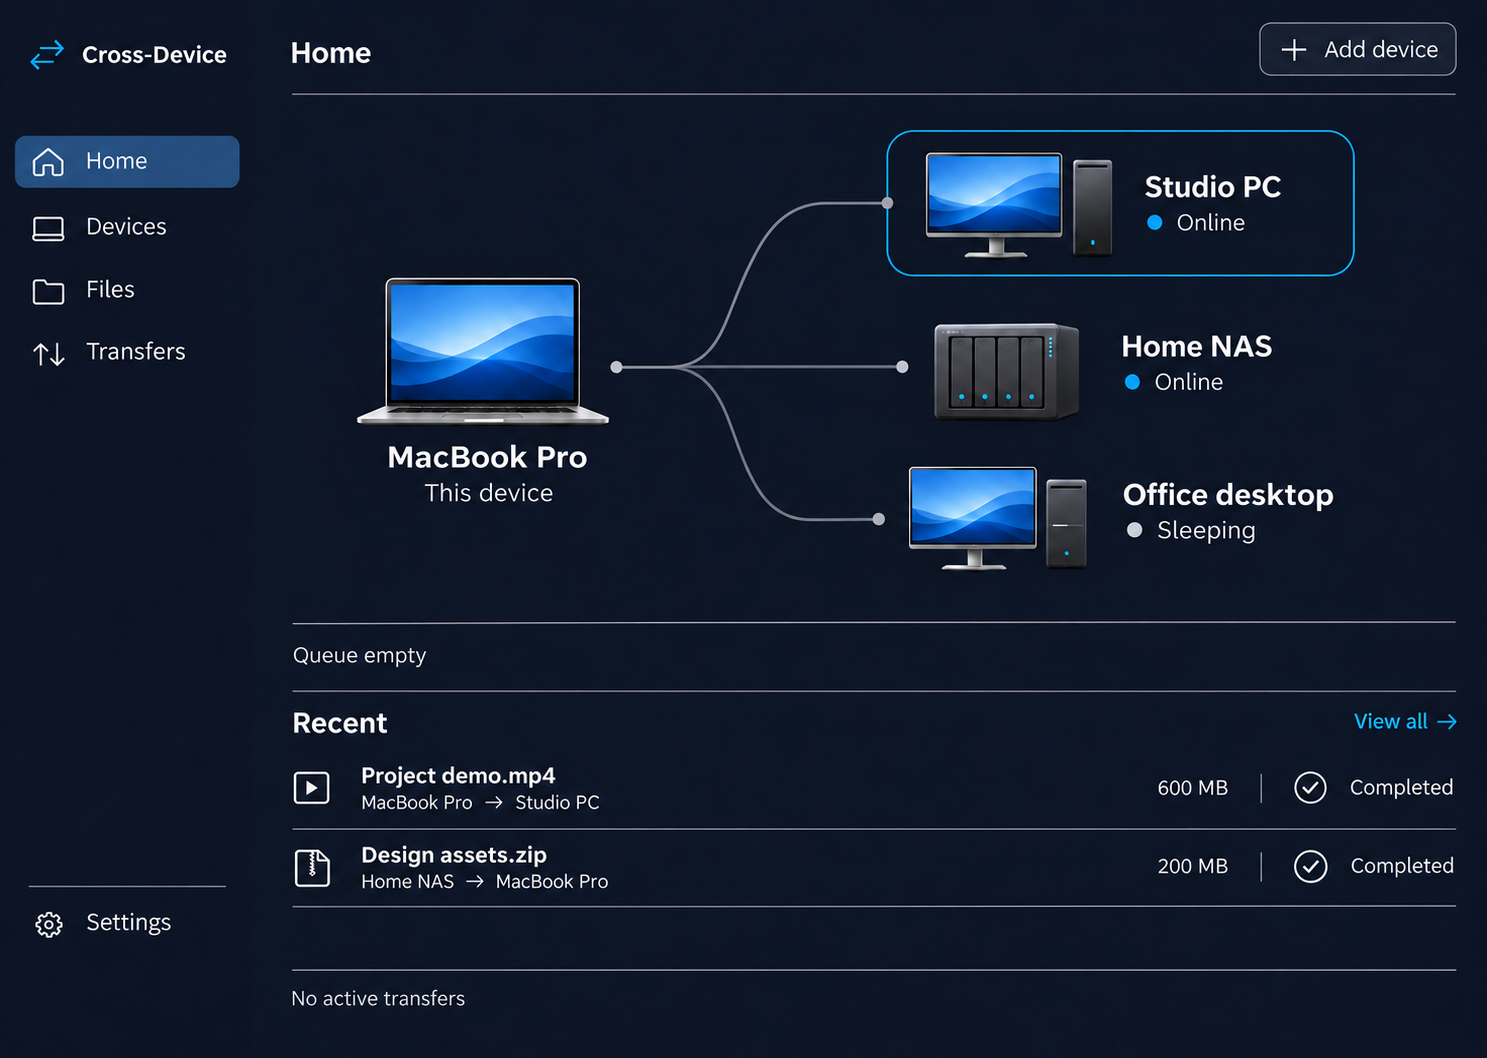 Cross-Device
Home
Add device
Home
Devices
Files
Transfers
Settings
Studio PC
Online
MacBook Pro
This device
Home NAS
Online
Office desktop
Sleeping
Queue empty
Recent
View all →
Project demo.mp4
MacBook Pro → Studio PC
600 MB
Completed
Design assets.zip
Home NAS → MacBook Pro
200 MB
Completed
No active transfers